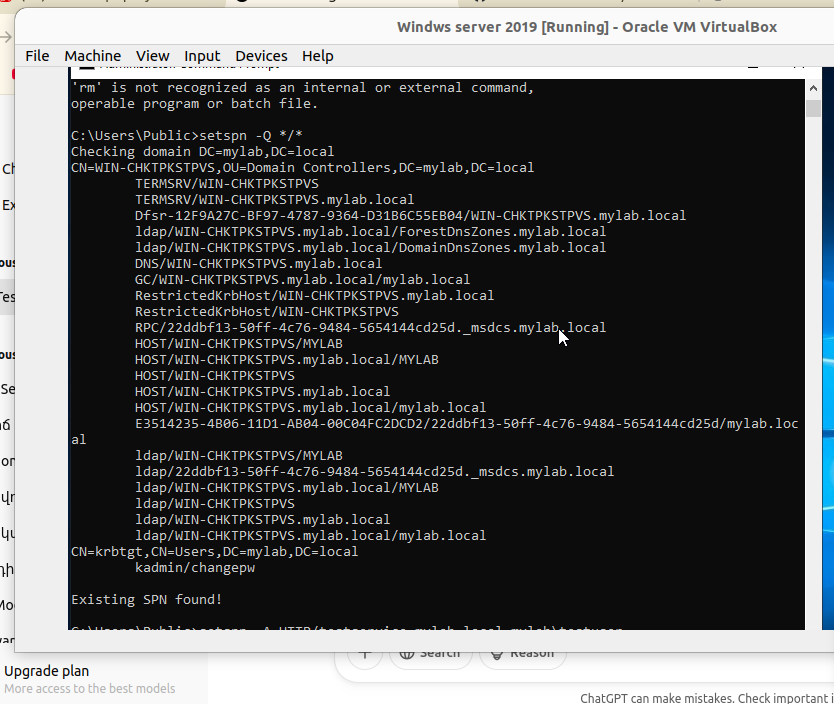 Windws server 2019 [Running] - Oracle VM VirtualBox
File Machine View Input Devices Help
'rm' is not recognized as an internal or external command,
operable program or batch file.
C:\Users\Public>setspn -Q */*
Checking domain DC=mylab,DC=local
CN=WIN-CHKTPKSTPVS,OU=Domain Controllers,DC=mylab,DC=local
TERMSRV/WIN-CHKTPKSTPVS
TERMSRV/WIN-CHKTPKSTPVS.mylab.local
Dfsr-12F9A27C-BF97-4787-9364-D31B6C55EB04/WIN-CHKTPKSTPVS.mylab.local
ldap/WIN-CHKTPKSTPVS.mylab.local/ForestDnsZones.mylab.local
ldap/WIN-CHKTPKSTPVS.mylab.local/DomainDnsZones.mylab.local
DNS/WIN-CHKTPKSTPVS.mylab.local
GC/WIN-CHKTPKSTPVS.mylab.local/mylab.local
RestrictedKrbHost/WIN-CHKTPKSTPVS.mylab.local
RestrictedKrbHost/WIN-CHKTPKSTPVS
RPC/22ddbf13-50ff-4c76-9484-5654144cd25d._msdcs.mylab.local
HOST/WIN-CHKTPKSTPVS/MYLAB
HOST/WIN-CHKTPKSTPVS.mylab.local/MYLAB
HOST/WIN-CHKTPKSTPVS
HOST/WIN-CHKTPKSTPVS.mylab.local
HOST/WIN-CHKTPKSTPVS.mylab.local/mylab.local
E3514235-4B06-11D1-AB04-00C04FC2DCD2/22ddbf13-50ff-4c76-9484-5654144cd25d/mylab.loc
al
ldap/WIN-CHKTPKSTPVS/MYLAB
ldap/22ddbf13-50ff-4c76-9484-5654144cd25d._msdcs.mylab.local
ldap/WIN-CHKTPKSTPVS.mylab.local/MYLAB
ldap/WIN-CHKTPKSTPVS
ldap/WIN-CHKTPKSTPVS.mylab.local
ldap/WIN-CHKTPKSTPVS.mylab.local/mylab.local
CN=krbtgt,CN=Users,DC=mylab,DC=local
kadmin/changepw
Existing SPN found!
C:\Users\Public>setspn -A HTTP/testservice.mylab.local mylab\testuser
Search Reason
Upgrade plan
More access to the best models
ChatGPT can make mistakes. Check important